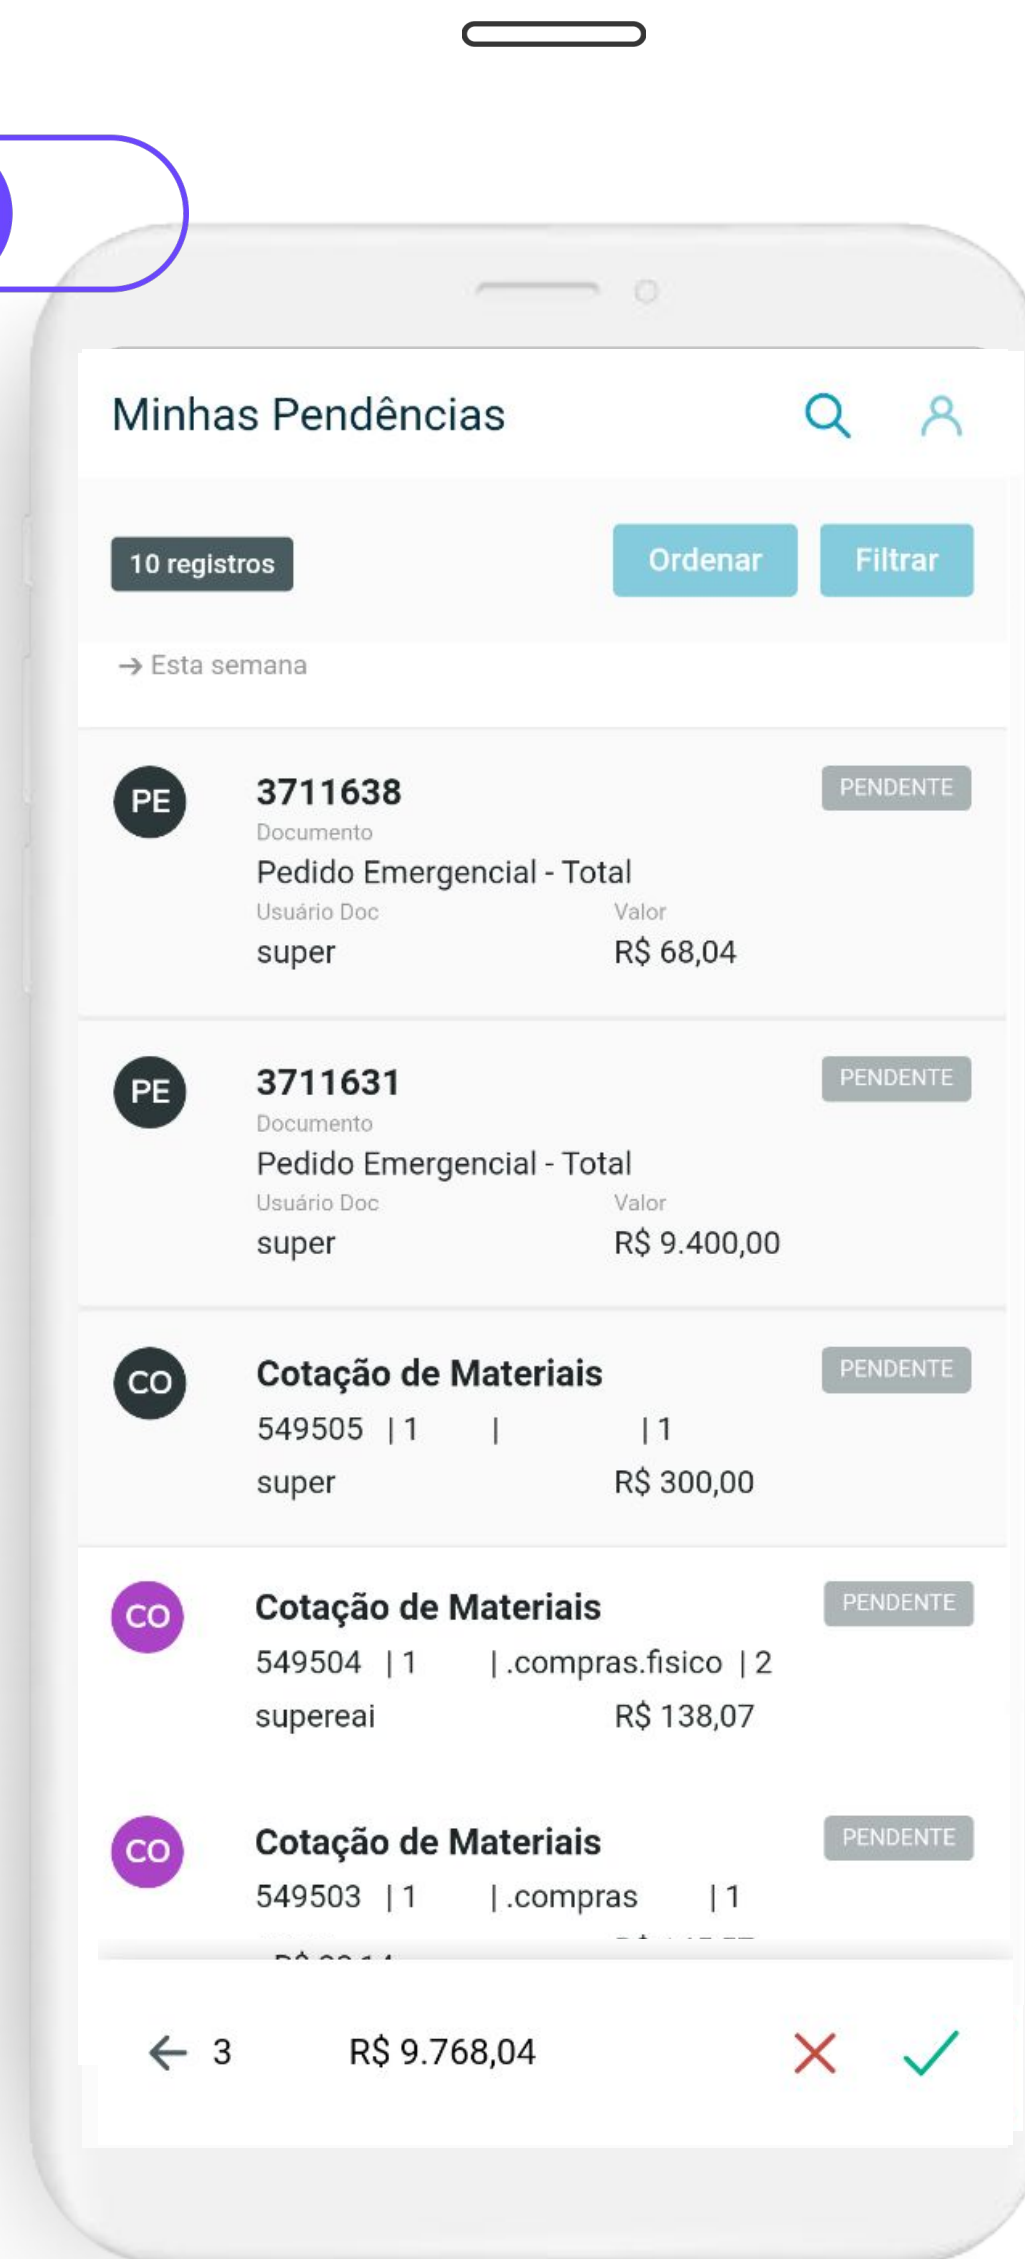 Minhas Pendências
10 registros Ordenar Filtrar
→ Esta semana
PE 3711638 PENDENTE
Documento
Pedido Emergencial - Total
Usuário Doc Valor
super R$ 68,04
PE 3711631 PENDENTE
Documento
Pedido Emergencial - Total
Usuário Doc Valor
super R$ 9.400,00
CO Cotação de Materiais PENDENTE
549505 | 1 | | 1
super R$ 300,00
CO Cotação de Materiais PENDENTE
549504 | 1 | .compras.fisico | 2
supereai R$ 138,07
CO Cotação de Materiais PENDENTE
549503 | 1 | .compras | 1
← 3 R$ 9.768,04